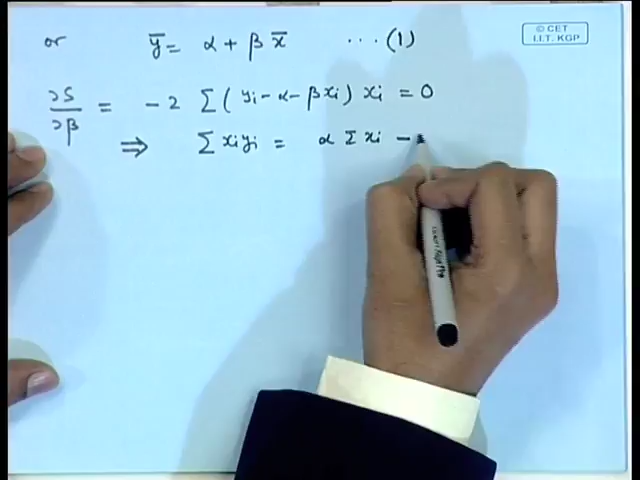 or ȳ = α + β x̄ ... (1)
© CET
I.I.T. KGP
∂S/∂β = -2 Σ(yᵢ - α - βxᵢ) xᵢ = 0
⇒ Σ xᵢyᵢ = α Σ xᵢ -